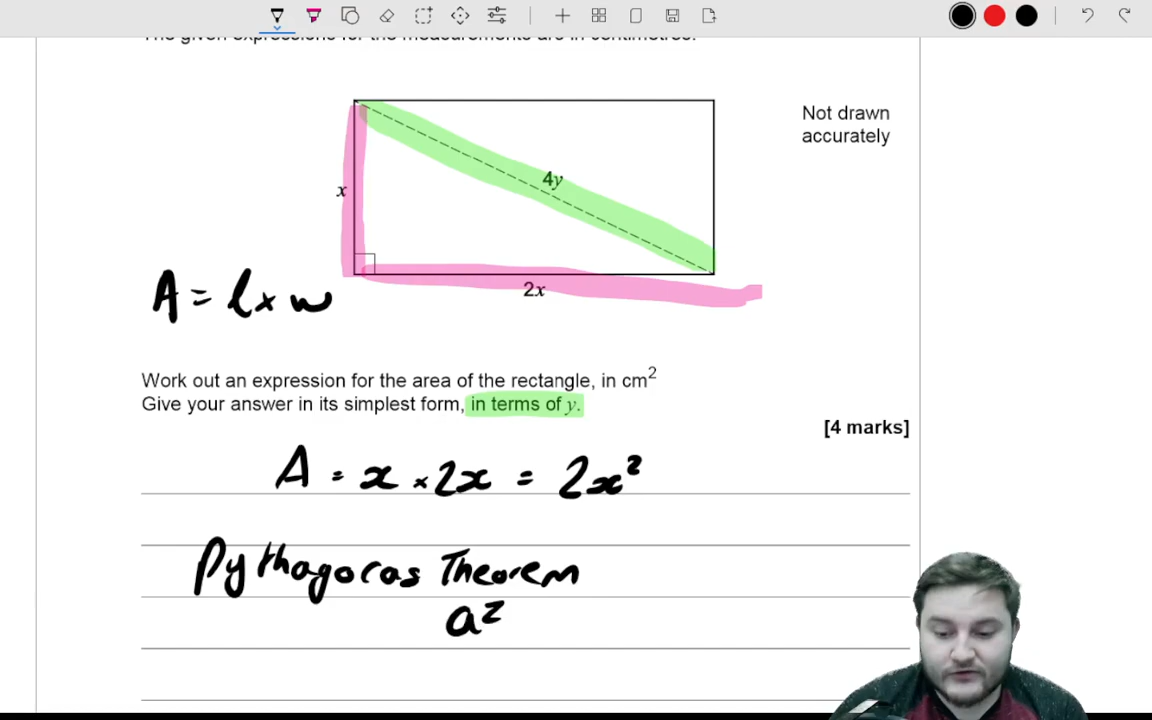 The given expressions for the measurements are in centimetres.
Not drawn
accurately
4y
x
2x
A = l x w
Work out an expression for the area of the rectangle, in cm²
Give your answer in its simplest form, in terms of y.
[4 marks]
A = x × 2x = 2x²
Pythagoras Theorem
a²